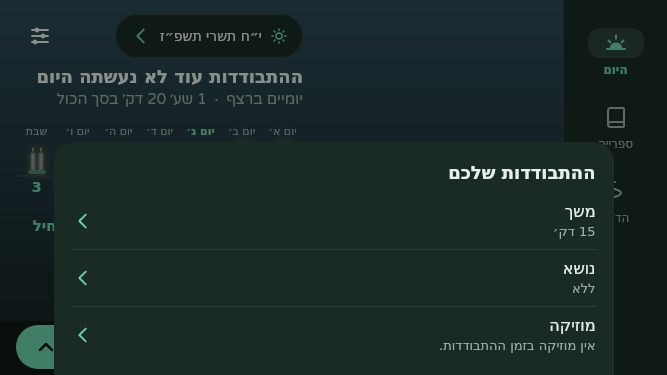 י״ח תשרי תשפ״ז
ההתבודדות עוד לא נעשתה היום
יומיים ברצף · 1 שע׳ 20 דק׳ בסך הכול
יום א׳ יום ב׳ יום ג׳ יום ד׳ יום ה׳ יום ו׳ שבת
3
היום
ההתבודדות שלכם
משך
15 דק׳
נושא
ללא
מוזיקה
אין מוזיקה בזמן ההתבודדות.